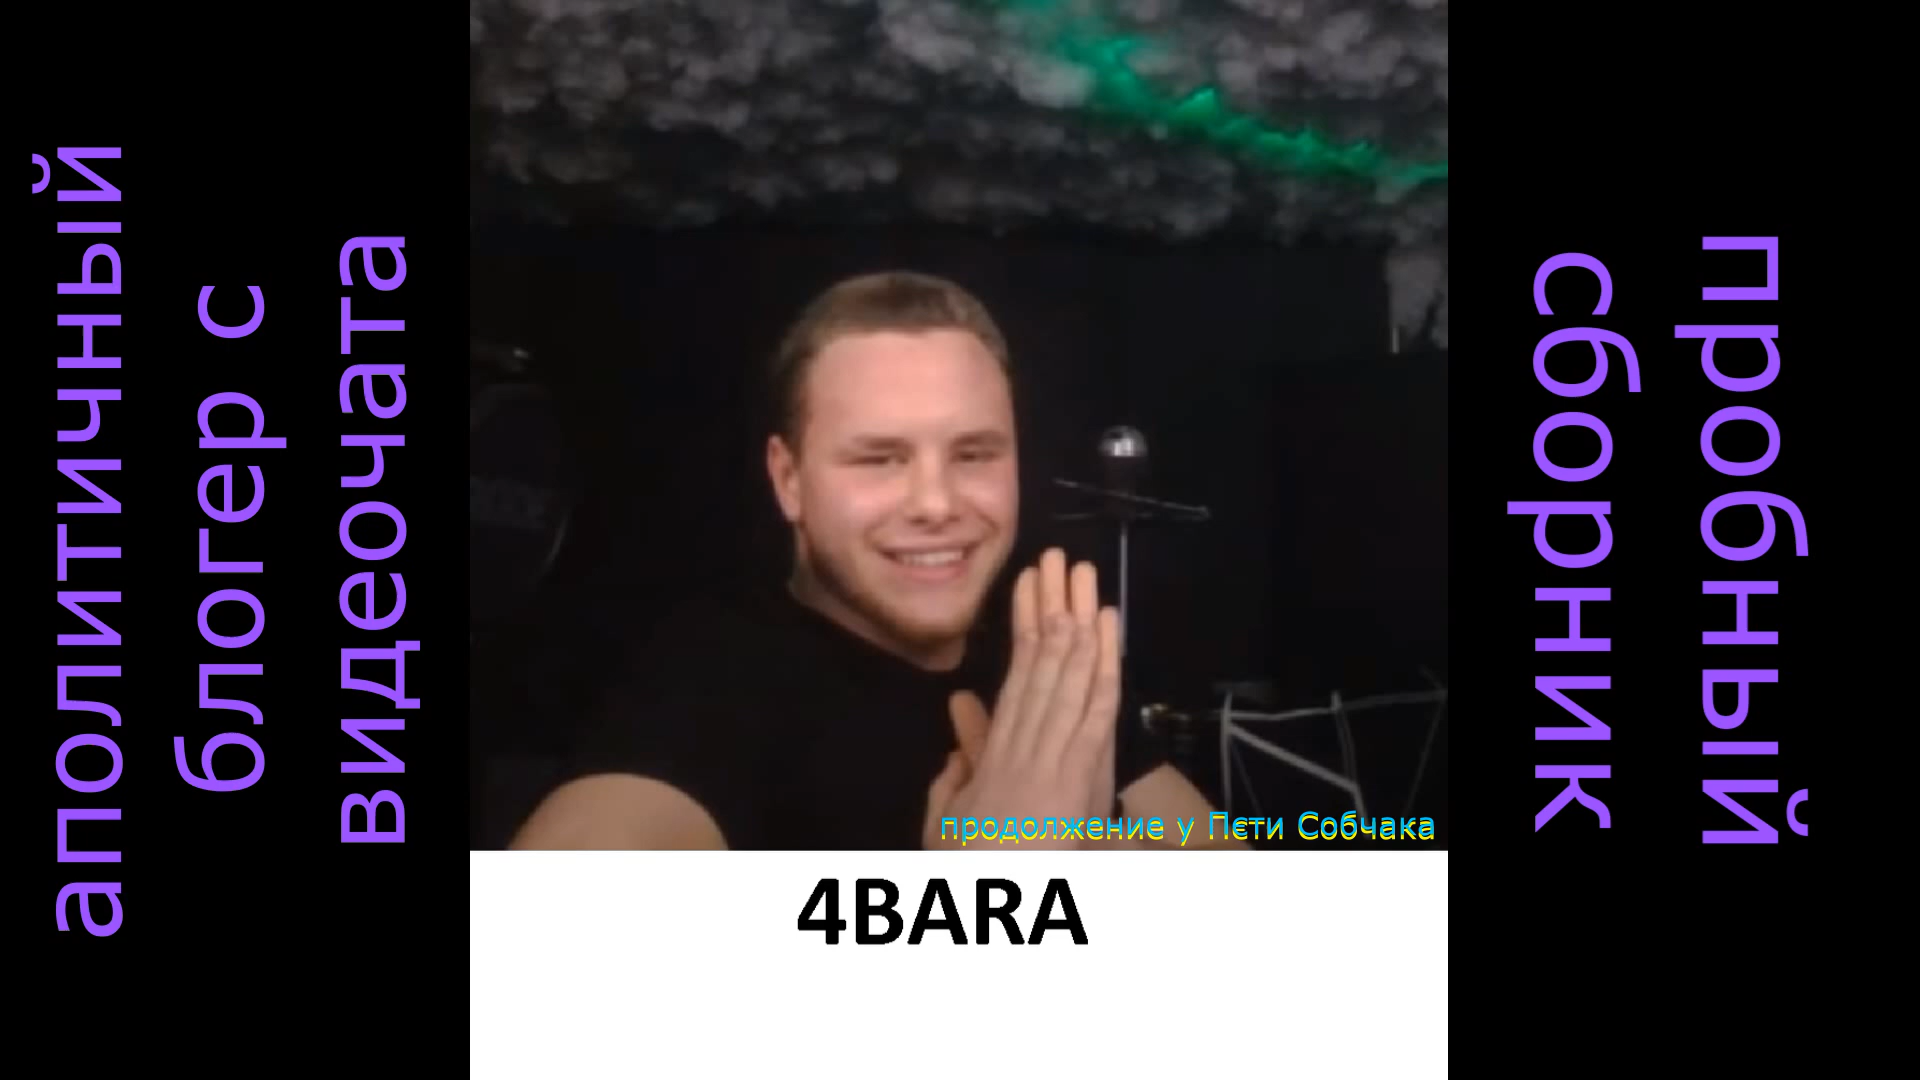 аполитичный
блогер с
видеочата
продолжение у Пєти Собчака
4BARA
пробный
сборник